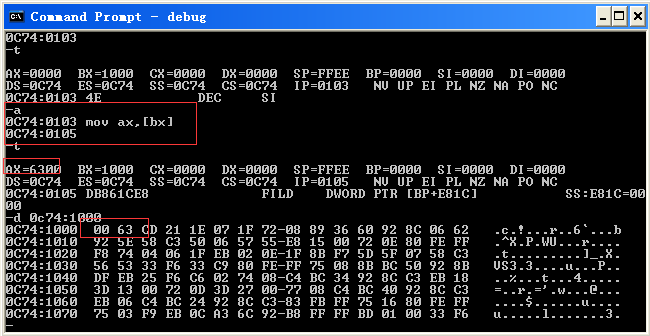 Command Prompt - debug
0C74:0103
-t
AX=0000 BX=1000 CX=0000 DX=0000 SP=FFEE BP=0000 SI=0000 DI=0000
DS=0C74 ES=0C74 SS=0C74 CS=0C74 IP=0103 NV UP EI PL NZ NA PO NC
0C74:0103 4E DEC SI
-a
0C74:0103 mov ax,[bx]
0C74:0105
-t
AX=6300 BX=1000 CX=0000 DX=0000 SP=FFEE BP=0000 SI=0000 DI=0000
DS=0C74 ES=0C74 SS=0C74 CS=0C74 IP=0105 NV UP EI PL NZ NA PO NC
0C74:0105 DB861CE8 FILD DWORD PTR [BP+E81C] SS:E81C=00
00
-d 0c74:1000
0C74:1000 00 63 CD 21 1E 07 1F 72-08 89 36 60 92 8C 06 62 .c.!...r..6`...b
0C74:1010 92 5E 58 C3 50 06 57 55-E8 15 00 72 0E 80 FE FF .^X.P.WU...r....
0C74:1020 F8 74 04 06 1F EB 02 0E-1F 8B F7 5D 5F 07 58 C3 .t.........]_.X.
0C74:1030 56 53 33 F6 33 C9 80 FE-FF 75 08 8B BC 50 92 8B VS3.3....u...P..
0C74:1040 DF EB 25 F6 C6 02 74 08-C4 BC 34 92 8C C3 EB 18 ..%...t...4.....
0C74:1050 3D 13 00 72 0D 3D 27 00-77 08 C4 BC 40 92 8C C3 =..r.='.w...@...
0C74:1060 EB 06 C4 BC 24 92 8C C3-83 FB FF 75 16 80 FE FF ....$......u....
0C74:1070 75 03 F9 EB 0C A3 6C 92-B8 FF FF BD 01 00 33 F6 u.....l.......3.
-